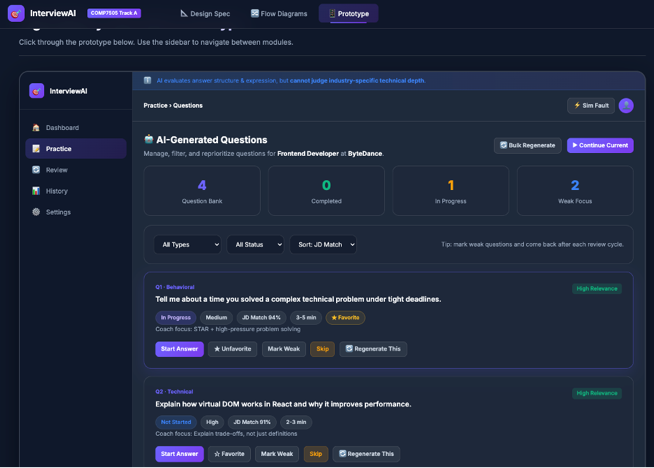 InterviewAI
COMP7505 Track A
Design Spec
Flow Diagrams
Prototype
Click through the prototype below. Use the sidebar to navigate between modules.
InterviewAI
Dashboard
Practice
Review
History
Settings
AI evaluates answer structure & expression, but cannot judge industry-specific technical depth.
Practice › Questions
Sim Fault
AI-Generated Questions
Manage, filter, and reprioritize questions for Frontend Developer at ByteDance.
Bulk Regenerate
Continue Current
4
Question Bank
0
Completed
1
In Progress
2
Weak Focus
All Types
All Status
Sort: JD Match
Tip: mark weak questions and come back after each review cycle.
Q1 · Behavioral
High Relevance
Tell me about a time you solved a complex technical problem under tight deadlines.
In Progress
Medium
JD Match 94%
3-5 min
★ Favorite
Coach focus: STAR + high-pressure problem solving
Start Answer
★ Unfavorite
Mark Weak
Skip
Regenerate This
Q2 · Technical
High Relevance
Explain how virtual DOM works in React and why it improves performance.
Not Started
High
JD Match 91%
2-3 min
Coach focus: Explain trade-offs, not just definitions
Start Answer
☆ Favorite
Mark Weak
Skip
Regenerate This